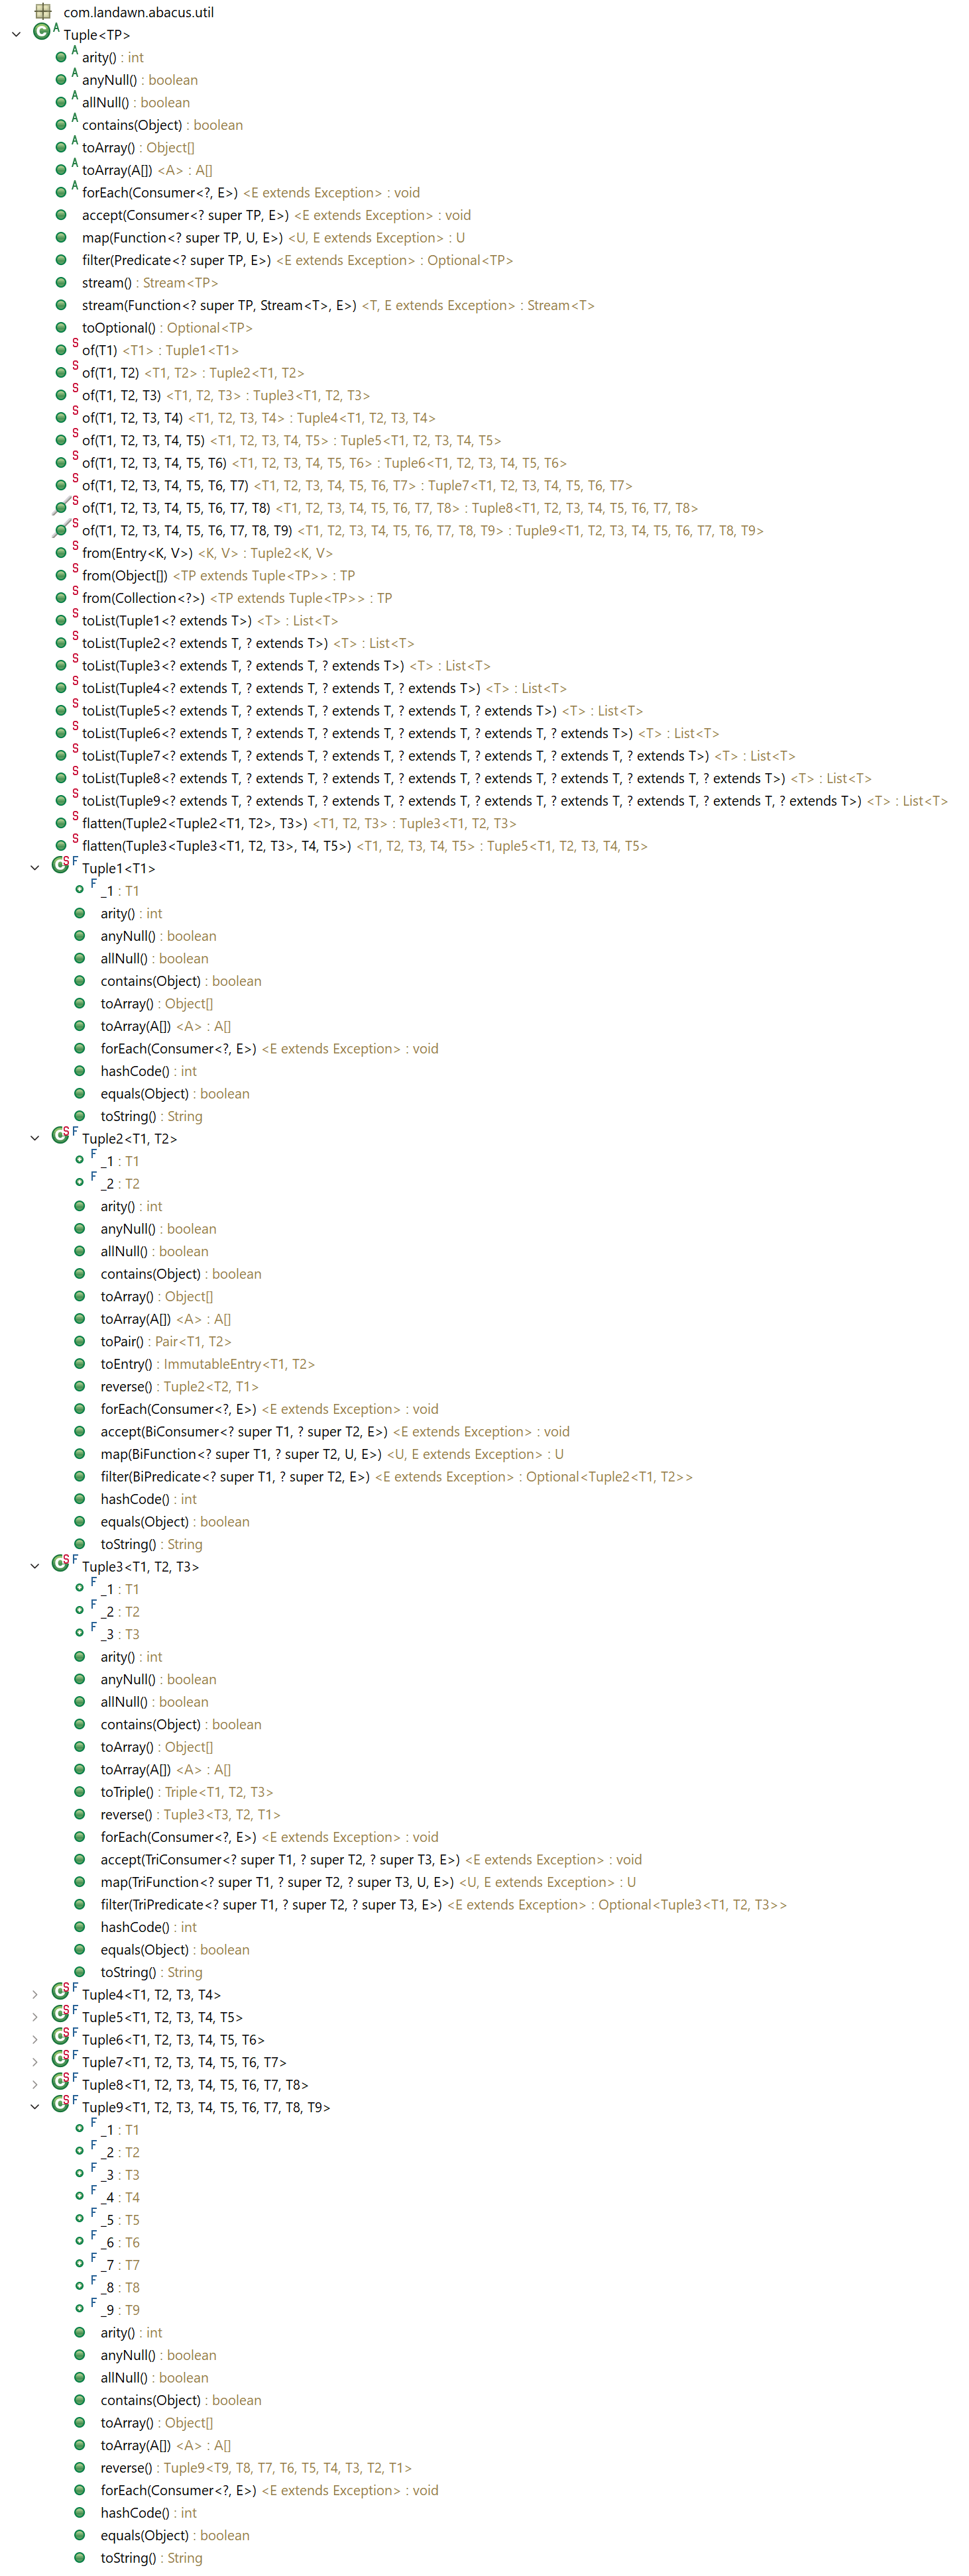 com.landawn.abacus.util
Tuple<TP>
arity() : int
anyNull() : boolean
allNull() : boolean
contains(Object) : boolean
toArray() : Object[]
toArray(A[]) <A> : A[]
forEach(Consumer<?, E>) <E extends Exception> : void
accept(Consumer<? super TP, E>) <E extends Exception> : void
map(Function<? super TP, U, E>) <U, E extends Exception> : U
filter(Predicate<? super TP, E>) <E extends Exception> : Optional<TP>
stream() : Stream<TP>
stream(Function<? super TP, Stream<T>, E>) <T, E extends Exception> : Stream<T>
toOptional() : Optional<TP>
of(T1) <T1> : Tuple1<T1>
of(T1, T2) <T1, T2> : Tuple2<T1, T2>
of(T1, T2, T3) <T1, T2, T3> : Tuple3<T1, T2, T3>
of(T1, T2, T3, T4) <T1, T2, T3, T4> : Tuple4<T1, T2, T3, T4>
of(T1, T2, T3, T4, T5) <T1, T2, T3, T4, T5> : Tuple5<T1, T2, T3, T4, T5>
of(T1, T2, T3, T4, T5, T6) <T1, T2, T3, T4, T5, T6> : Tuple6<T1, T2, T3, T4, T5, T6>
of(T1, T2, T3, T4, T5, T6, T7) <T1, T2, T3, T4, T5, T6, T7> : Tuple7<T1, T2, T3, T4, T5, T6, T7>
of(T1, T2, T3, T4, T5, T6, T7, T8) <T1, T2, T3, T4, T5, T6, T7, T8> : Tuple8<T1, T2, T3, T4, T5, T6, T7, T8>
of(T1, T2, T3, T4, T5, T6, T7, T8, T9) <T1, T2, T3, T4, T5, T6, T7, T8, T9> : Tuple9<T1, T2, T3, T4, T5, T6, T7, T8, T9>
from(Entry<K, V>) <K, V> : Tuple2<K, V>
from(Object[]) <TP extends Tuple<TP>> : TP
from(Collection<?>) <TP extends Tuple<TP>> : TP
toList(Tuple1<? extends T>) <T> : List<T>
toList(Tuple2<? extends T, ? extends T>) <T> : List<T>
toList(Tuple3<? extends T, ? extends T, ? extends T>) <T> : List<T>
toList(Tuple4<? extends T, ? extends T, ? extends T, ? extends T>) <T> : List<T>
toList(Tuple5<? extends T, ? extends T, ? extends T, ? extends T, ? extends T>) <T> : List<T>
toList(Tuple6<? extends T, ? extends T, ? extends T, ? extends T, ? extends T, ? extends T>) <T> : List<T>
toList(Tuple7<? extends T, ? extends T, ? extends T, ? extends T, ? extends T, ? extends T, ? extends T>) <T> : List<T>
toList(Tuple8<? extends T, ? extends T, ? extends T, ? extends T, ? extends T, ? extends T, ? extends T, ? extends T>) <T> : List<T>
toList(Tuple9<? extends T, ? extends T, ? extends T, ? extends T, ? extends T, ? extends T, ? extends T, ? extends T, ? extends T>) <T> : List<T>
flatten(Tuple2<Tuple2<T1, T2>, T3>) <T1, T2, T3> : Tuple3<T1, T2, T3>
flatten(Tuple3<Tuple3<T1, T2, T3>, T4, T5>) <T1, T2, T3, T4, T5> : Tuple5<T1, T2, T3, T4, T5>
Tuple1<T1>
_1 : T1
arity() : int
anyNull() : boolean
allNull() : boolean
contains(Object) : boolean
toArray() : Object[]
toArray(A[]) <A> : A[]
forEach(Consumer<?, E>) <E extends Exception> : void
hashCode() : int
equals(Object) : boolean
toString() : String
Tuple2<T1, T2>
_1 : T1
_2 : T2
arity() : int
anyNull() : boolean
allNull() : boolean
contains(Object) : boolean
toArray() : Object[]
toArray(A[]) <A> : A[]
toPair() : Pair<T1, T2>
toEntry() : ImmutableEntry<T1, T2>
reverse() : Tuple2<T2, T1>
forEach(Consumer<?, E>) <E extends Exception> : void
accept(BiConsumer<? super T1, ? super T2, E>) <E extends Exception> : void
map(BiFunction<? super T1, ? super T2, U, E>) <U, E extends Exception> : U
filter(BiPredicate<? super T1, ? super T2, E>) <E extends Exception> : Optional<Tuple2<T1, T2>>
hashCode() : int
equals(Object) : boolean
toString() : String
Tuple3<T1, T2, T3>
_1 : T1
_2 : T2
_3 : T3
arity() : int
anyNull() : boolean
allNull() : boolean
contains(Object) : boolean
toArray() : Object[]
toArray(A[]) <A> : A[]
toTriple() : Triple<T1, T2, T3>
reverse() : Tuple3<T3, T2, T1>
forEach(Consumer<?, E>) <E extends Exception> : void
accept(TriConsumer<? super T1, ? super T2, ? super T3, E>) <E extends Exception> : void
map(TriFunction<? super T1, ? super T2, ? super T3, U, E>) <U, E extends Exception> : U
filter(TriPredicate<? super T1, ? super T2, ? super T3, E>) <E extends Exception> : Optional<Tuple3<T1, T2, T3>>
hashCode() : int
equals(Object) : boolean
toString() : String
Tuple4<T1, T2, T3, T4>
Tuple5<T1, T2, T3, T4, T5>
Tuple6<T1, T2, T3, T4, T5, T6>
Tuple7<T1, T2, T3, T4, T5, T6, T7>
Tuple8<T1, T2, T3, T4, T5, T6, T7, T8>
Tuple9<T1, T2, T3, T4, T5, T6, T7, T8, T9>
_1 : T1
_2 : T2
_3 : T3
_4 : T4
_5 : T5
_6 : T6
_7 : T7
_8 : T8
_9 : T9
arity() : int
anyNull() : boolean
allNull() : boolean
contains(Object) : boolean
toArray() : Object[]
toArray(A[]) <A> : A[]
reverse() : Tuple9<T9, T8, T7, T6, T5, T4, T3, T2, T1>
forEach(Consumer<?, E>) <E extends Exception> : void
hashCode() : int
equals(Object) : boolean
toString() : String